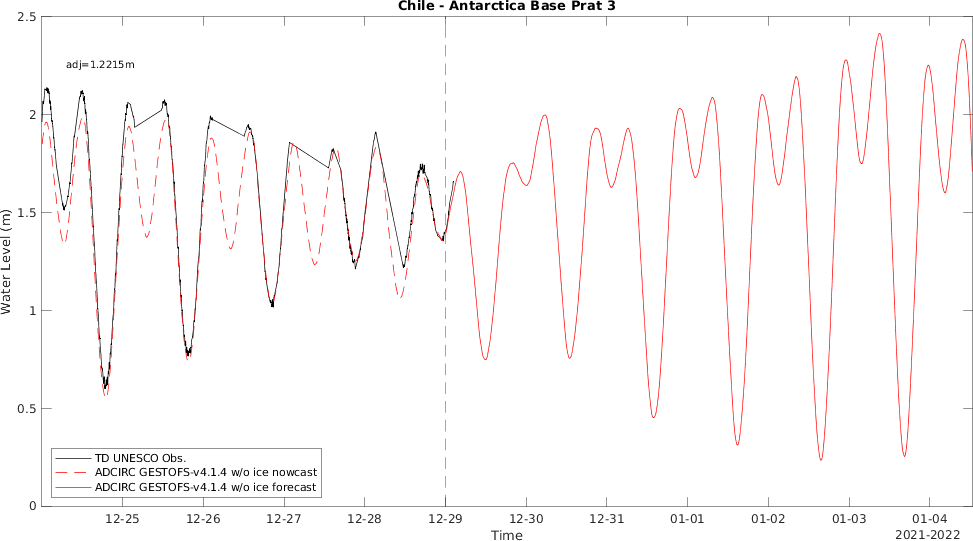 Chile - Antarctica Base Prat 3
adj=1.2215m
2.5
2
1.5
1
0.5
0
Water Level (m)
TD UNESCO Obs.
ADCIRC GESTOFS-v4.1.4 w/o ice nowcast
ADCIRC GESTOFS-v4.1.4 w/o ice forecast
12-25 12-26 12-27 12-28 12-29 12-30 12-31 01-01 01-02 01-03 01-04
Time
2021-2022